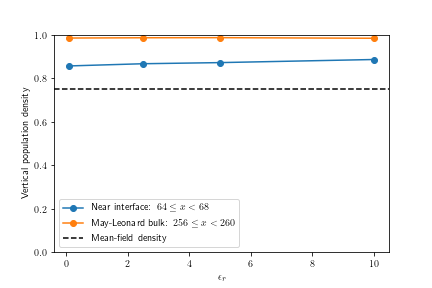 1.0
0.8
0.6
0.4
0.2
0.0
Vertical population density
Near interface: 64 ≤ x < 68
May-Leonard bulk: 256 ≤ x < 260
Mean-field density
0 2 4 6 8 10
ϵ_r